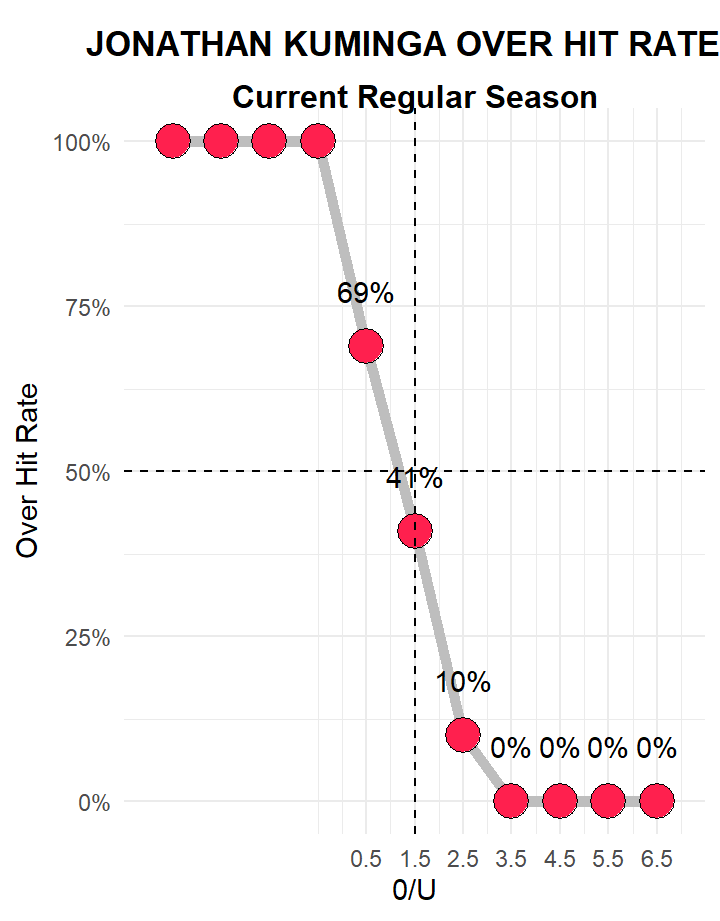 JONATHAN KUMINGA OVER HIT RATE
Current Regular Season
100%
69%
75%
50%
41%
Over Hit Rate
25%
10%
0% 0% 0% 0%
0%
0.5 1.5 2.5 3.5 4.5 5.5 6.5
0/U